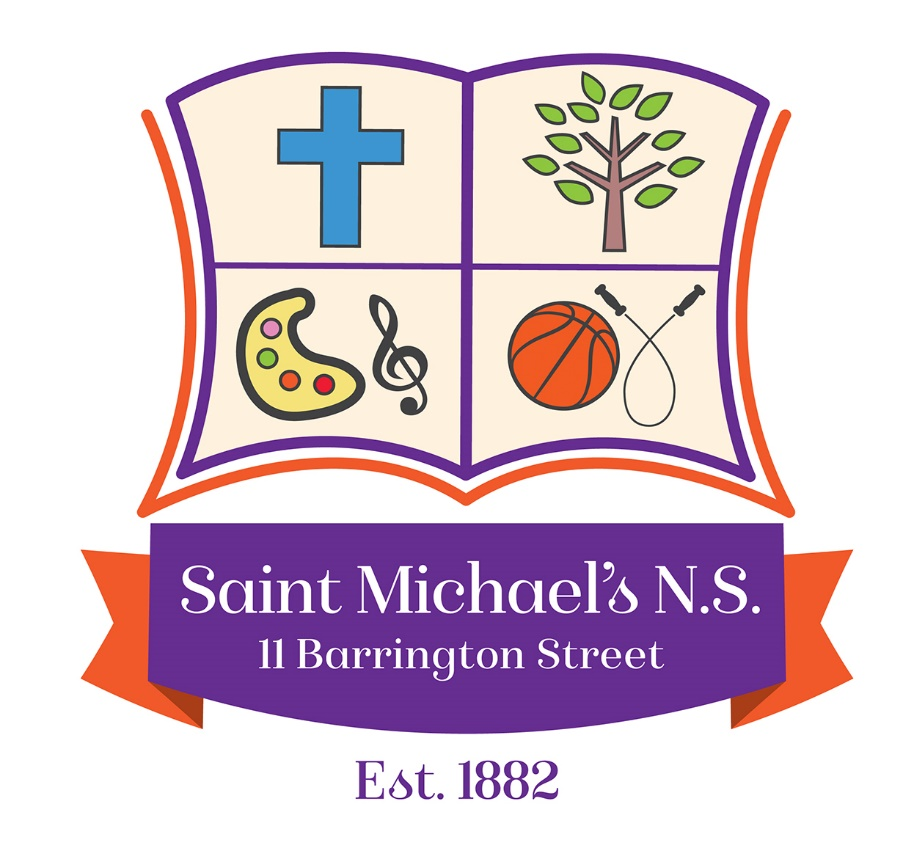 Saint Michael's N.S.
11 Barrington Street
Est. 1882